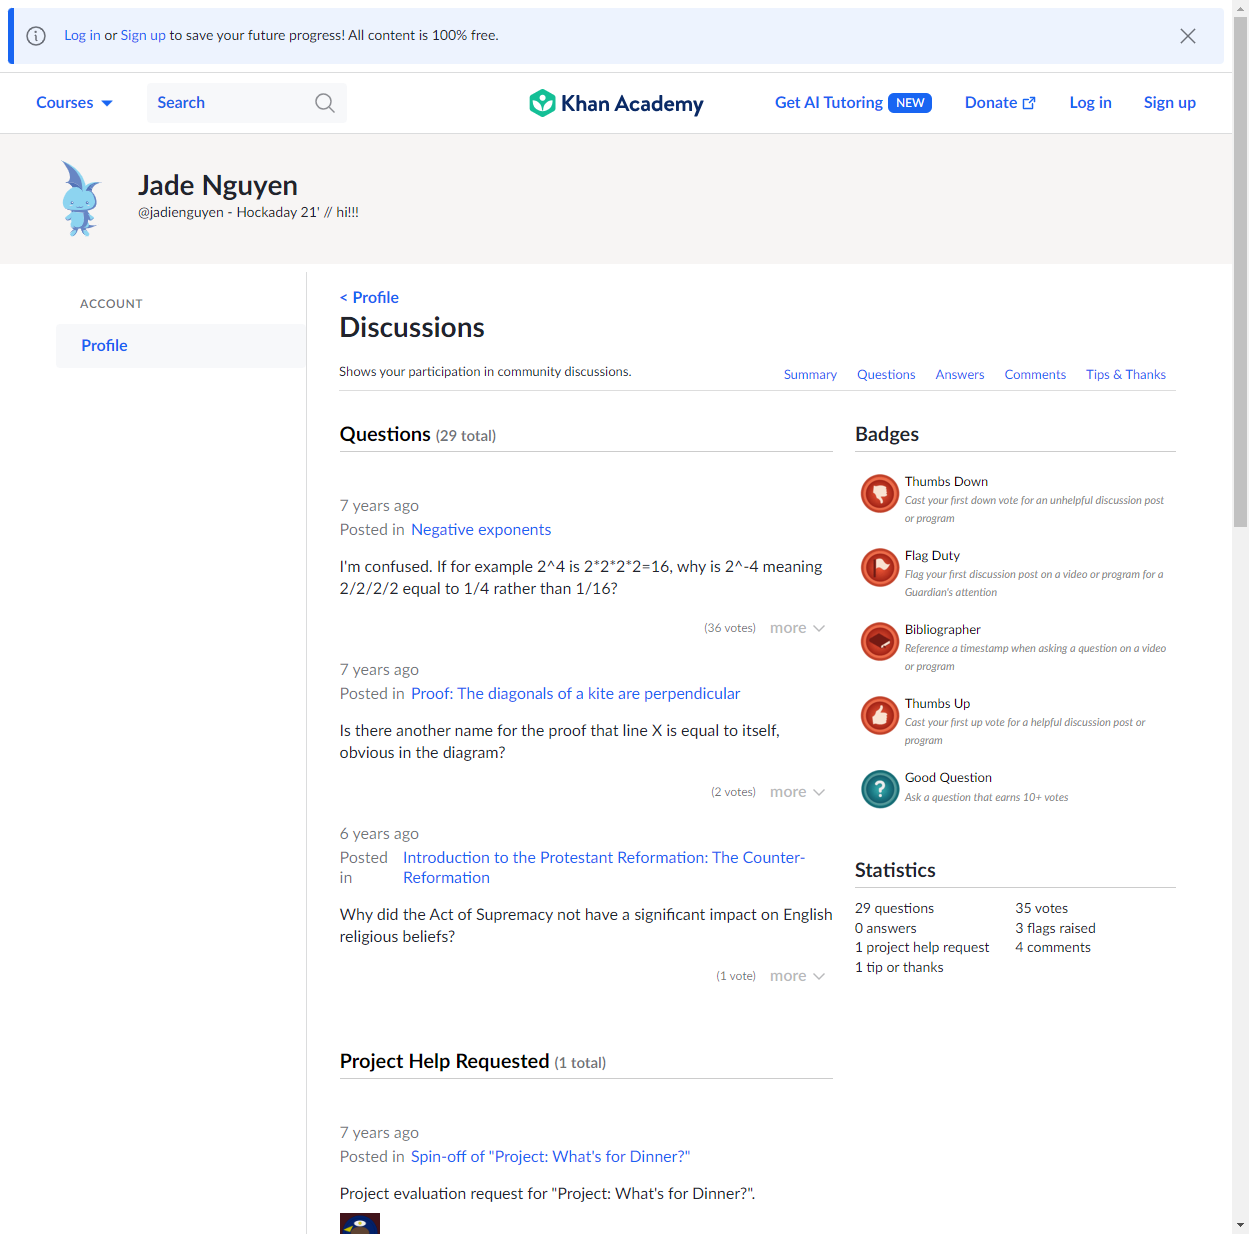 Log in or Sign up to save your future progress! All content is 100% free.
Courses
Search
Khan Academy
Get AI Tutoring NEW
Donate
Log in
Sign up
Jade Nguyen
@jadienguyen - Hockaday 21' // hi!!!
ACCOUNT
Profile
< Profile
Discussions
Shows your participation in community discussions.
Summary
Questions
Answers
Comments
Tips & Thanks
Questions (29 total)
7 years ago
Posted in Negative exponents
I'm confused. If for example 2^4 is 2*2*2*2=16, why is 2^-4 meaning
2/2/2/2 equal to 1/4 rather than 1/16?
(36 votes) more
7 years ago
Posted in Proof: The diagonals of a kite are perpendicular
Is there another name for the proof that line X is equal to itself,
obvious in the diagram?
(2 votes) more
6 years ago
Posted in Introduction to the Protestant Reformation: The Counter-
Reformation
Why did the Act of Supremacy not have a significant impact on English
religious beliefs?
(1 vote) more
Project Help Requested (1 total)
7 years ago
Posted in Spin-off of "Project: What's for Dinner?"
Project evaluation request for "Project: What's for Dinner?".
Badges
Thumbs Down
Cast your first down vote for an unhelpful discussion post
or program
Flag Duty
Flag your first discussion post on a video or program for a
Guardian's attention
Bibliographer
Reference a timestamp when asking a question on a video
or program
Thumbs Up
Cast your first up vote for a helpful discussion post or
program
Good Question
Ask a question that earns 10+ votes
Statistics
29 questions
0 answers
1 project help request
1 tip or thanks
35 votes
3 flags raised
4 comments